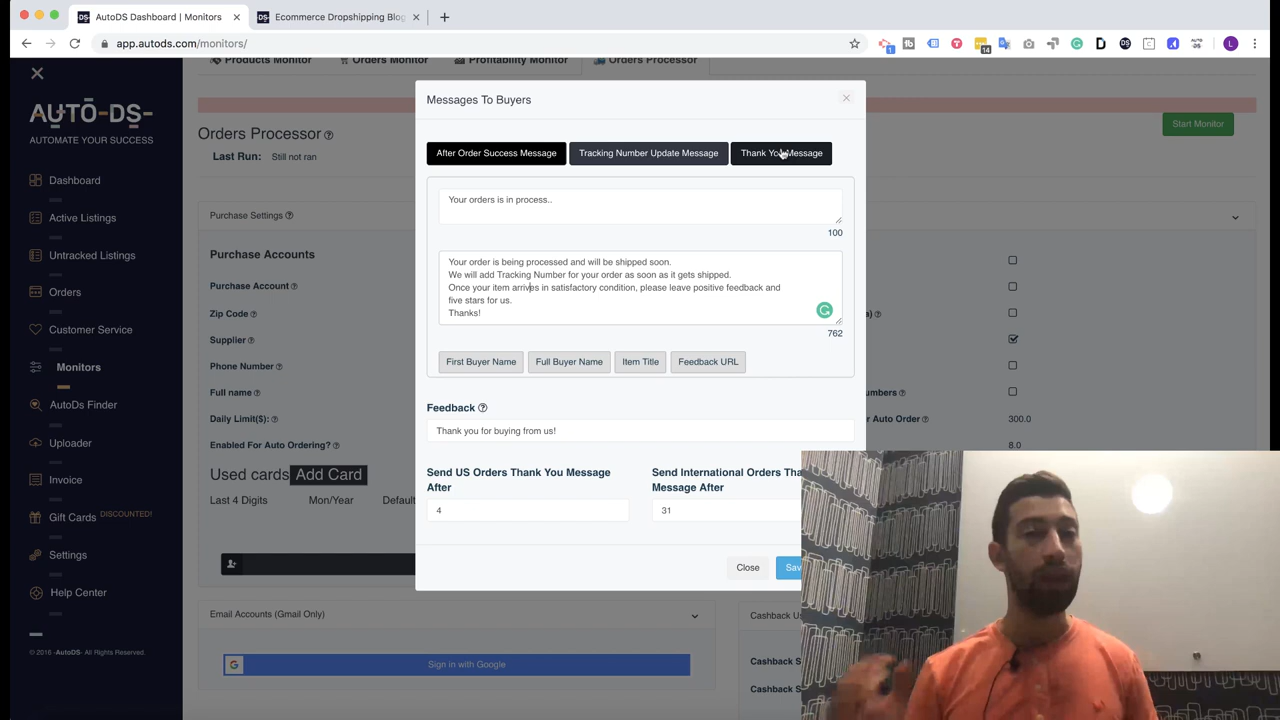 AutoDS Dashboard | Monitors
Ecommerce Dropshipping Blog
app.autods.com/monitors/
1
14
L
Products Monitor
Orders Monitor
Profitability Monitor
Orders Processor
AUTO-DS-
AUTOMATE YOUR SUCCESS
Dashboard
Active Listings
Untracked Listings
Orders
Customer Service
Monitors
AutoDs Finder
Uploader
Invoice
Gift Cards DISCOUNTED!
Settings
Help Center
© 2016 -AutoDS- All Rights Reserved.
Orders Processor
Start Monitor
Last Run: Still not ran
Purchase Settings
Purchase Accounts
Purchase Account
Zip Code
Supplier
Phone Number
Full name
Daily Limit($):
Enabled For Auto Ordering?
Used cards Add Card
Last 4 Digits Mon/Year Default
Email Accounts (Gmail Only)
Sign in with Google
Messages To Buyers
After Order Success Message
Tracking Number Update Message
Thank You Message
Your orders is in process..
100
Your order is being processed and will be shipped soon.
We will add Tracking Number for your order as soon as it gets shipped.
Once your item arrives in satisfactory condition, please leave positive feedback and
five stars for us.
Thanks!
762
First Buyer Name
Full Buyer Name
Item Title
Feedback URL
Feedback
Thank you for buying from us!
Send US Orders Thank You Message
After
4
Send International Orders
Message After
31
Close
300.0
8.0
Auto Order
Cashback
Cashback
Cashback